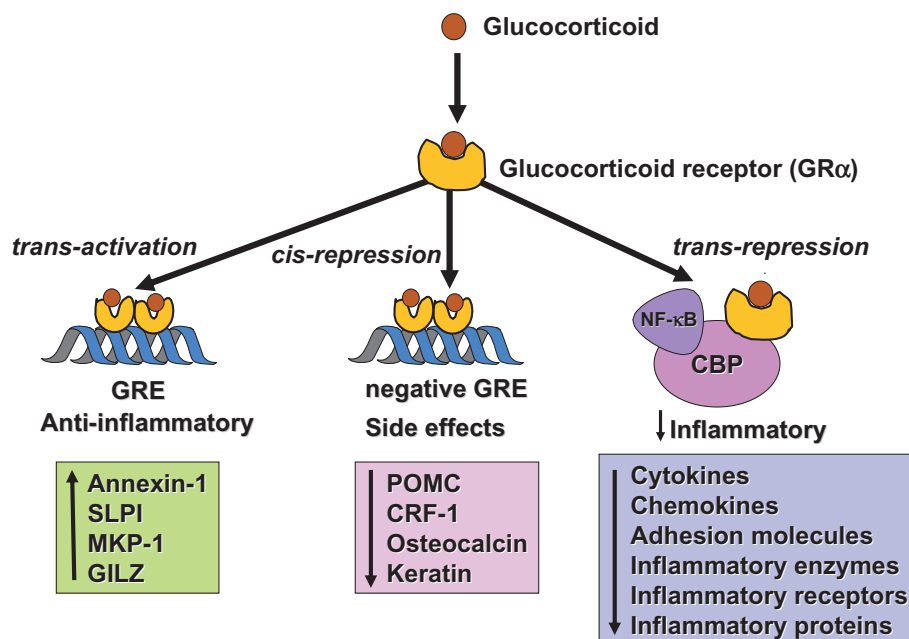 Glucocorticoid
Glucocorticoid receptor (GRα)
trans-activation
cis-repression
trans-repression
NF-κB
CBP
GRE
Anti-inflammatory
negative GRE
Side effects
Inflammatory
Annexin-1
SLPI
MKP-1
GILZ
POMC
CRF-1
Osteocalcin
Keratin
Cytokines
Chemokines
Adhesion molecules
Inflammatory enzymes
Inflammatory receptors
Inflammatory proteins